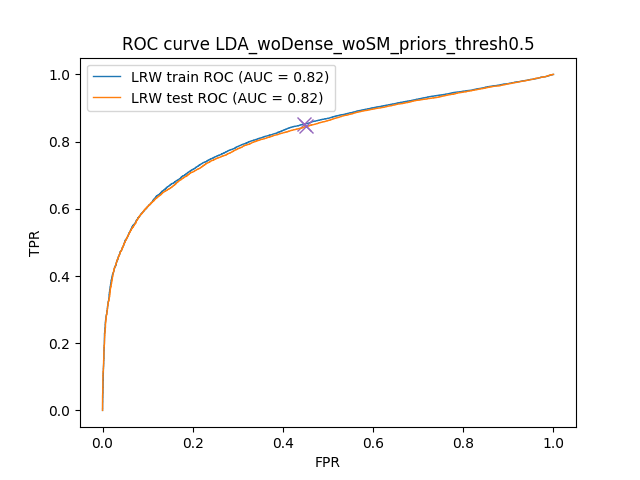 ROC curve LDA_woDense_woSM_priors_thresh0.5
LRW train ROC (AUC = 0.82)
LRW test ROC (AUC = 0.82)
1.0
0.8
0.6
0.4
0.2
0.0
TPR
0.0 0.2 0.4 0.6 0.8 1.0
FPR